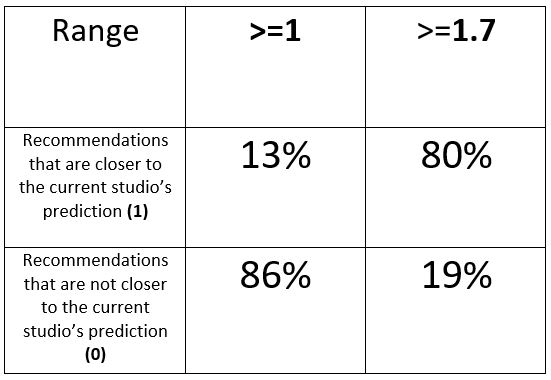 Range >=1 >=1.7
Recommendations
that are closer to
the current studio's
prediction (1)
13% 80%
Recommendations
that are not closer
to the current
studio's prediction
(0)
86% 19%